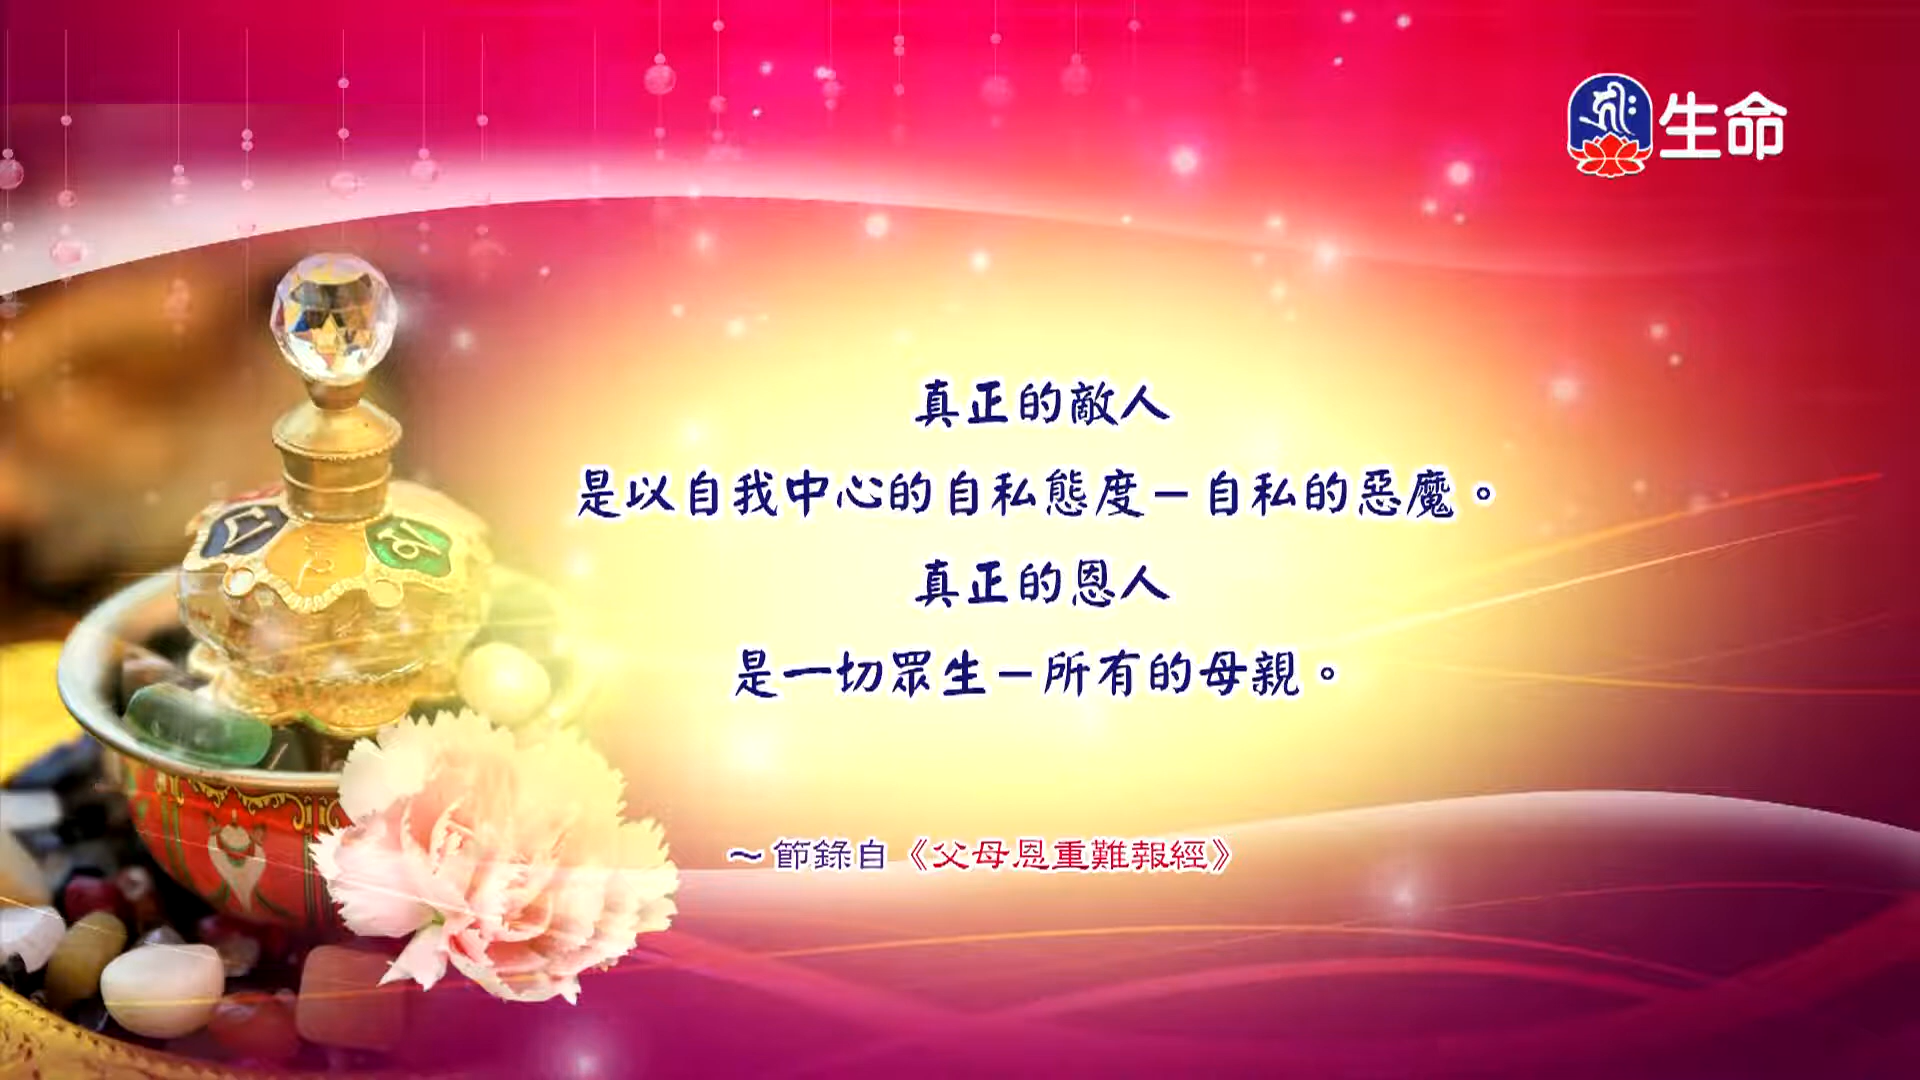 生命
真正的敵人
是以自我中心的自私態度－自私的惡魔。
真正的恩人
是一切眾生－所有的母親。
～節錄自《父母恩重難報經》